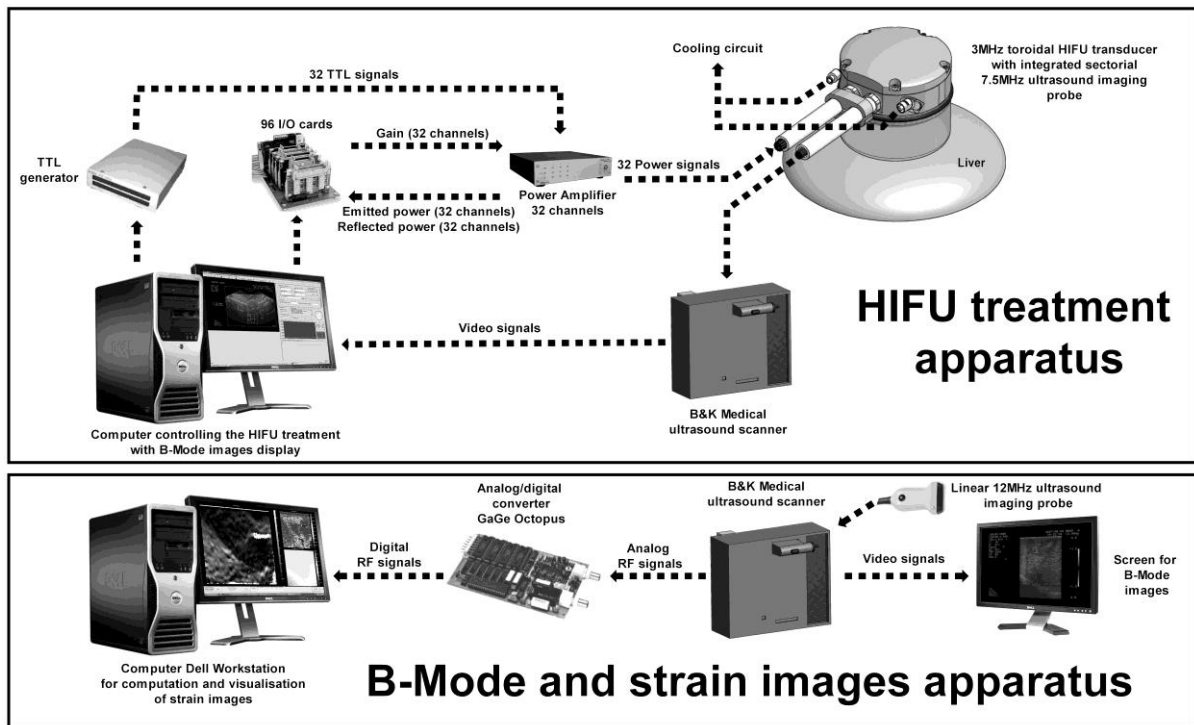 32 TTL signals
Cooling circuit
3MHz toroidal HIFU transducer
with integrated sectorial
7.5MHz ultrasound imaging
probe
96 I/O cards
Gain (32 channels)
TTL
generator
32 Power signals
Liver
Power Amplifier
32 channels
Emitted power (32 channels)
Reflected power (32 channels)
HIFU treatment
apparatus
Video signals
B&K Medical
ultrasound scanner
Computer controlling the HIFU treatment
with B-Mode images display
Analog/digital
converter
GaGe Octopus
B&K Medical
ultrasound scanner
Linear 12MHz ultrasound
imaging probe
Digital
RF signals
Analog
RF signals
Video signals
Screen for
B-Mode
images
Computer Dell Workstation
for computation and visualisation
of strain images
B-Mode and strain images apparatus